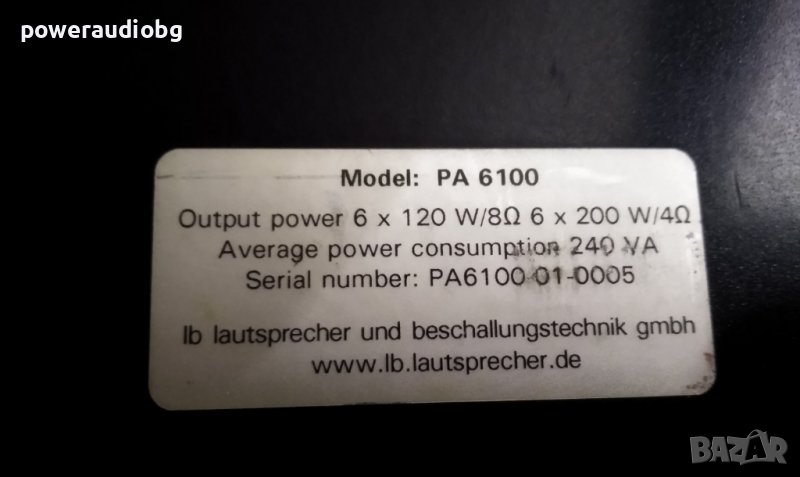 poweraudiobg
Model: PA 6100
Output power 6 x 120 W/8Ω 6 x 200 W/4Ω
Average power consumption 240 VA
Serial number: PA6100-01-0005
lb lautsprecher und beschallungstechnik gmbh
www.lb.lautsprecher.de
BAZAR